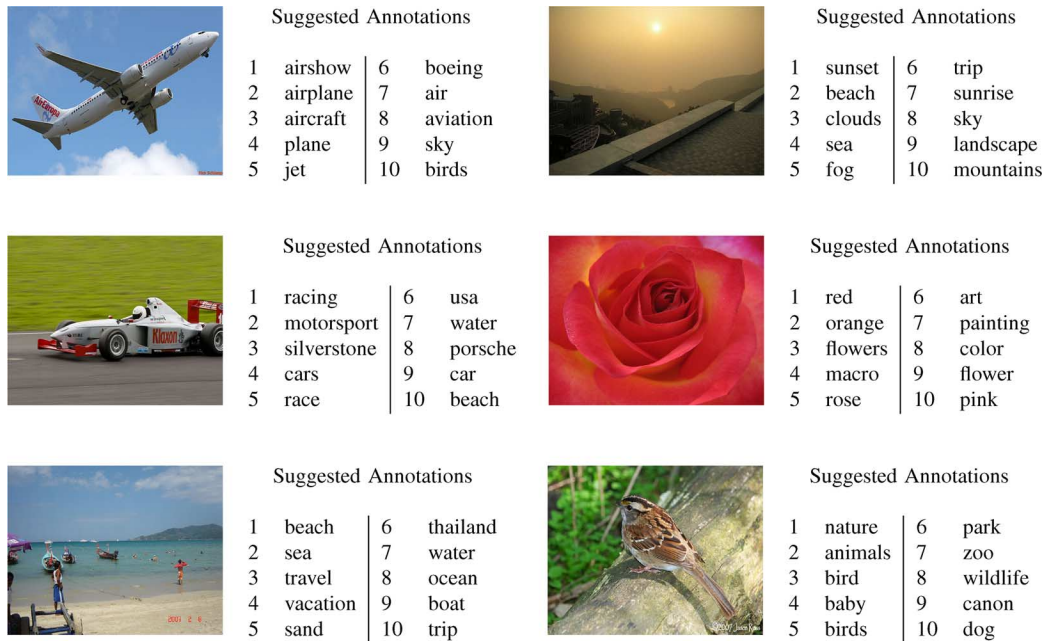 Suggested Annotations
1 airshow 6 boeing
2 airplane 7 air
3 aircraft 8 aviation
4 plane 9 sky
5 jet 10 birds
AirEuropa
Suggested Annotations
1 sunset 6 trip
2 beach 7 sunrise
3 clouds 8 sky
4 sea 9 landscape
5 fog 10 mountains
Suggested Annotations
1 racing 6 usa
2 motorsport 7 water
3 silverstone 8 porsche
4 cars 9 car
5 race 10 beach
Klaxon
Suggested Annotations
1 red 6 art
2 orange 7 painting
3 flowers 8 color
4 macro 9 flower
5 rose 10 pink
Suggested Annotations
1 beach 6 thailand
2 sea 7 water
3 travel 8 ocean
4 vacation 9 boat
5 sand 10 trip
Suggested Annotations
1 nature 6 park
2 animals 7 zoo
3 bird 8 wildlife
4 baby 9 canon
5 birds 10 dog
©2007